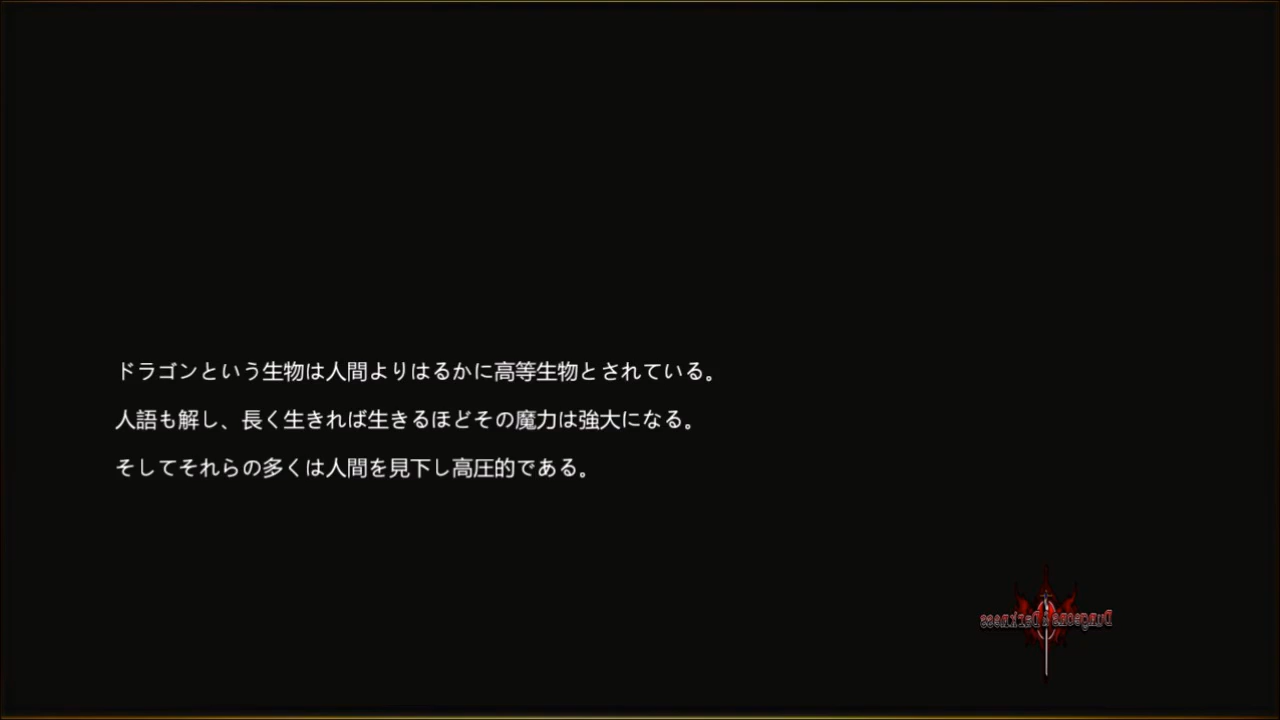 ドラゴンという生物は人間よりはるかに高等生物とされている。
人語も解し、長く生きれば生きるほどその魔力は強大になる。
そしてそれらの多くは人間を見下し高圧的である。
Dungeons & Darkness